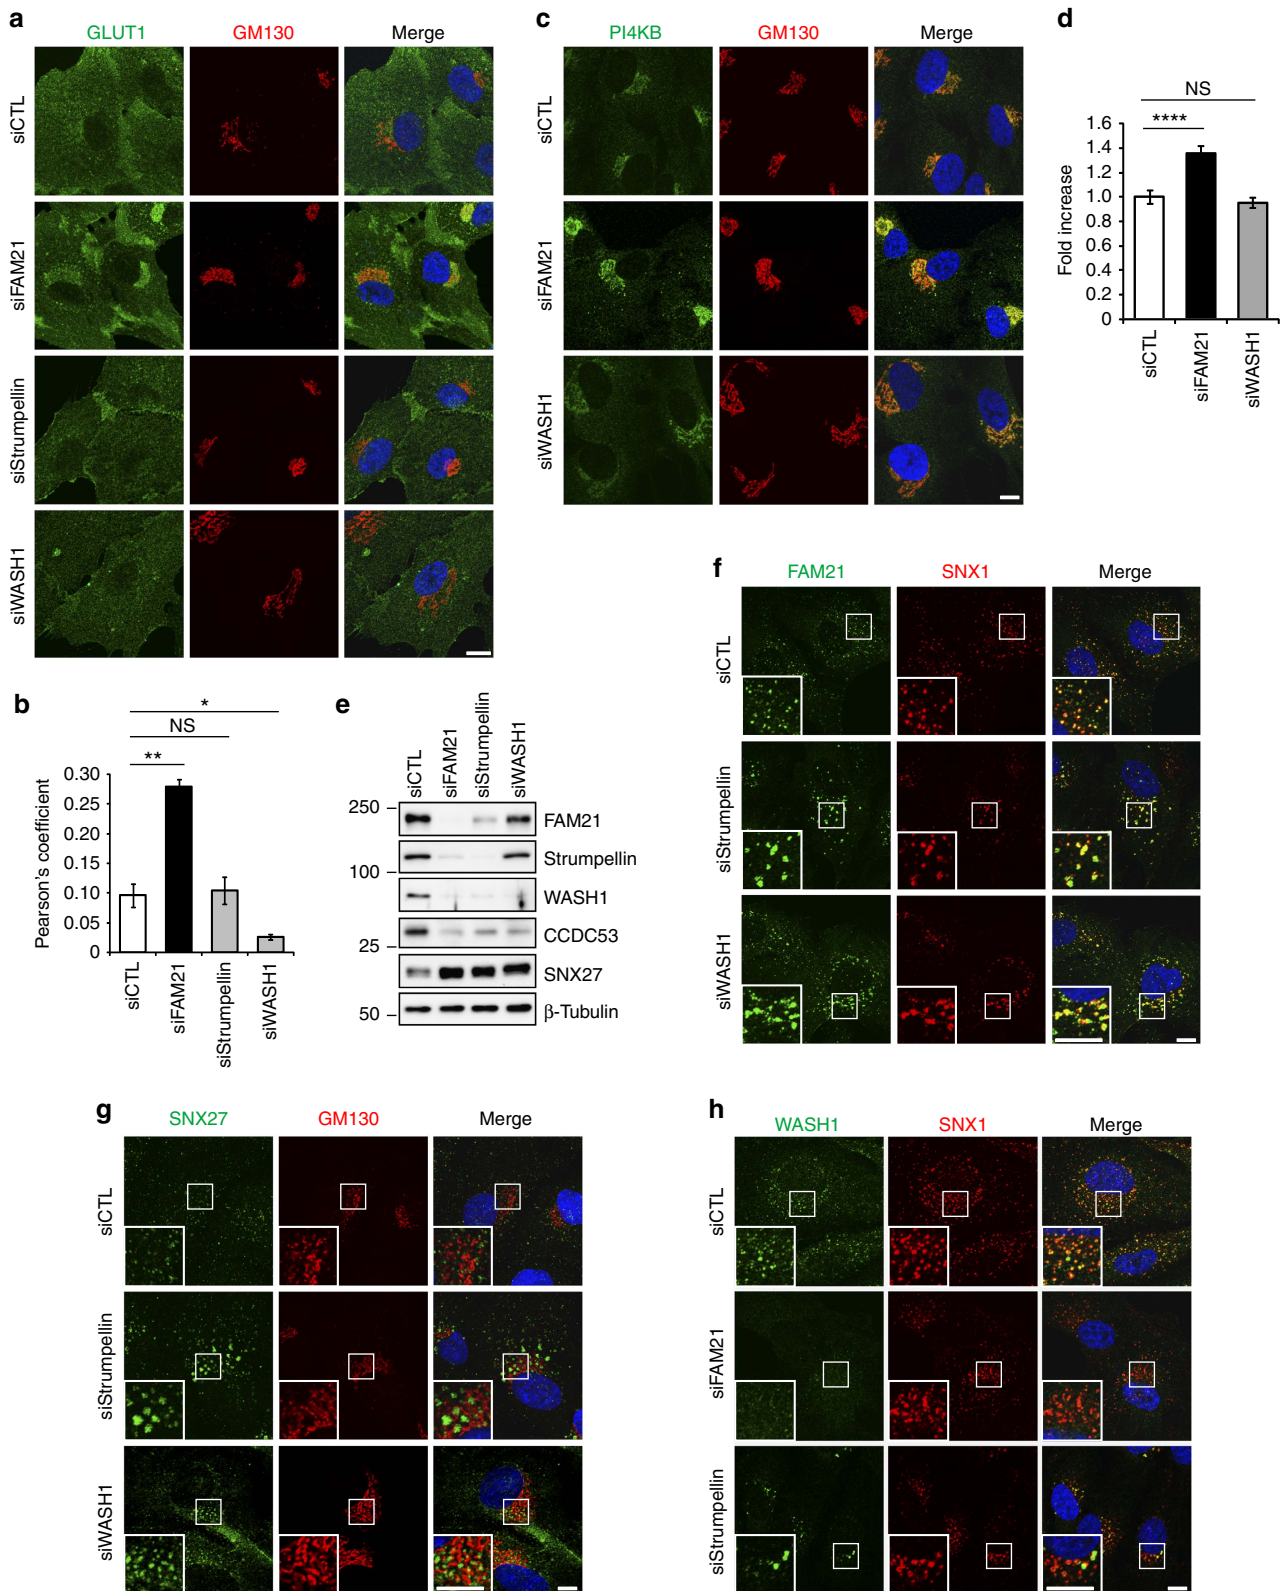 a
GLUT1 GM130 Merge
siCTL
siFAM21
siStrumpellin
siWASH1
c
PI4KB GM130 Merge
siCTL
siFAM21
siWASH1
d
NS
****
Fold increase
1.6
1.4
1.2
1.0
0.8
0.6
0.4
0.2
0
siCTL siFAM21 siWASH1
b
*
NS
**
Pearson's coefficient
0.30
0.25
0.20
0.15
0.10
0.05
0
siCTL siFAM21 siStrumpellin siWASH1
e
siCTL siFAM21 siStrumpellin siWASH1
250
FAM21
Strumpellin
100
WASH1
CCDC53
25
SNX27
50
β-Tubulin
f
FAM21 SNX1 Merge
siCTL
siStrumpellin
siWASH1
g
SNX27 GM130 Merge
siCTL
siStrumpellin
siWASH1
h
WASH1 SNX1 Merge
siCTL
siFAM21
siStrumpellin